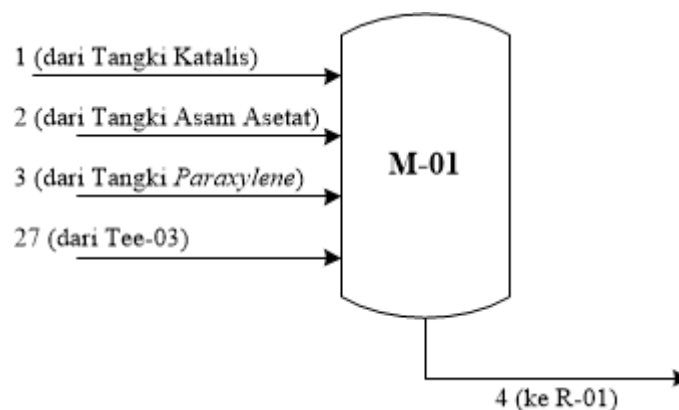 1 (dari Tangki Katalis)
2 (dari Tangki Asam Asetat)
3 (dari Tangki Paraxylene)
27 (dari Tee-03)
M-01
4 (ke R-01)